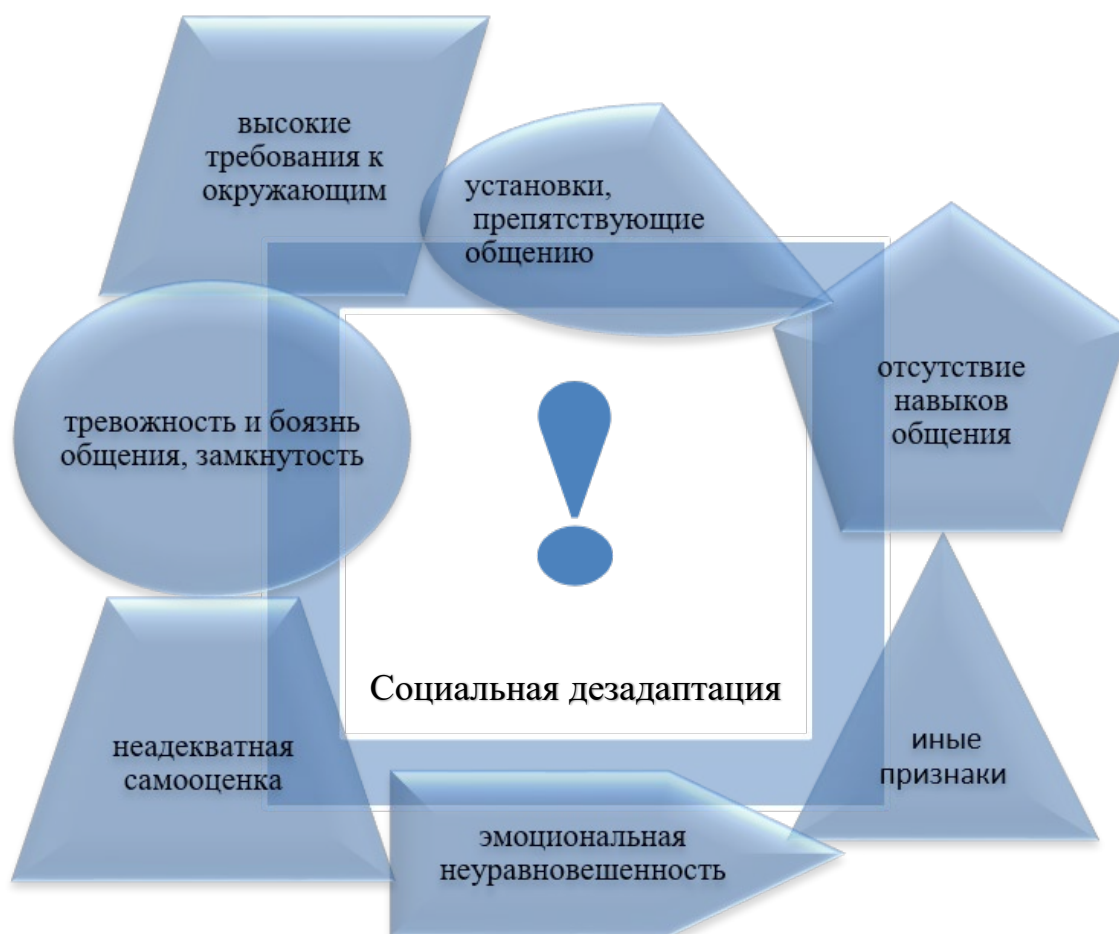 высокие
требования к
окружающим
установки,
препятствующие
общению
отсутствие
навыков
общения
тревожность и боязнь
общения, замкнутость
Социальная дезадаптация
неадекватная
самооценка
иные
признаки
эмоциональная
неуравновешенность